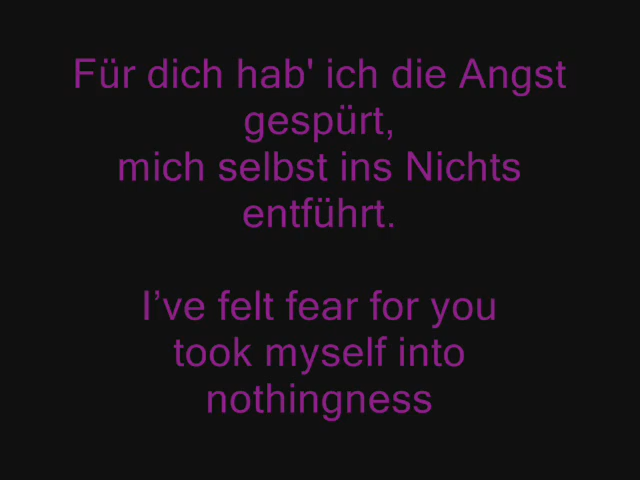 Für dich hab' ich die Angst
gespürt,
mich selbst ins Nichts
entführt.
I’ve felt fear for you
took myself into
nothingness